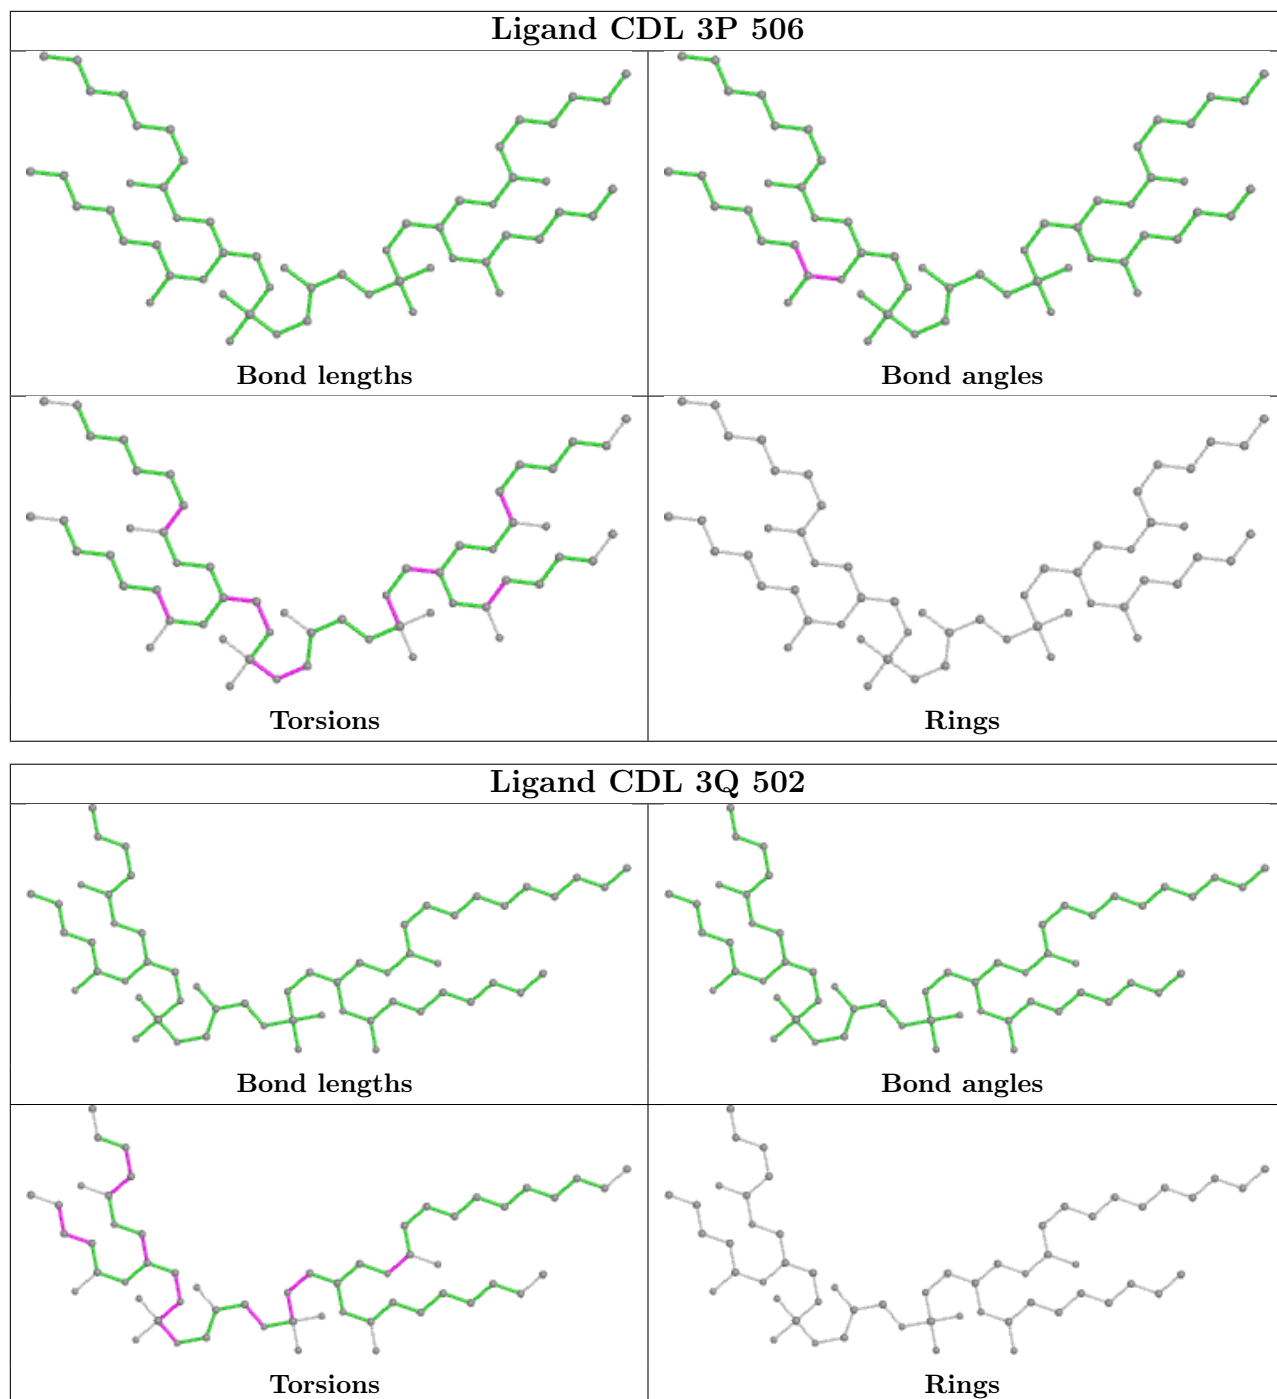 Ligand CDL 3P 506
Bond lengths
Bond angles
Torsions
Rings
Ligand CDL 3Q 502
Bond lengths
Bond angles
Torsions
Rings